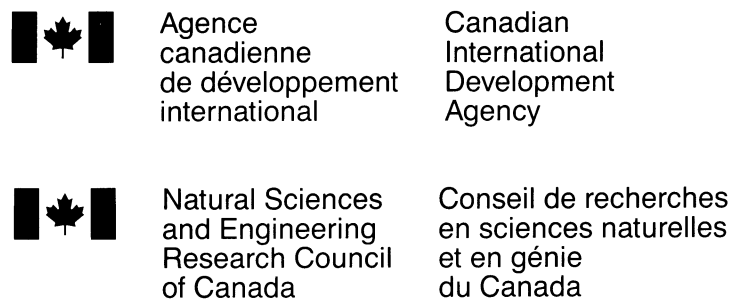 Agence
canadienne
de développement
international
Canadian
International
Development
Agency
Natural Sciences
and Engineering
Research Council
of Canada
Conseil de recherches
en sciences naturelles
et en génie
du Canada